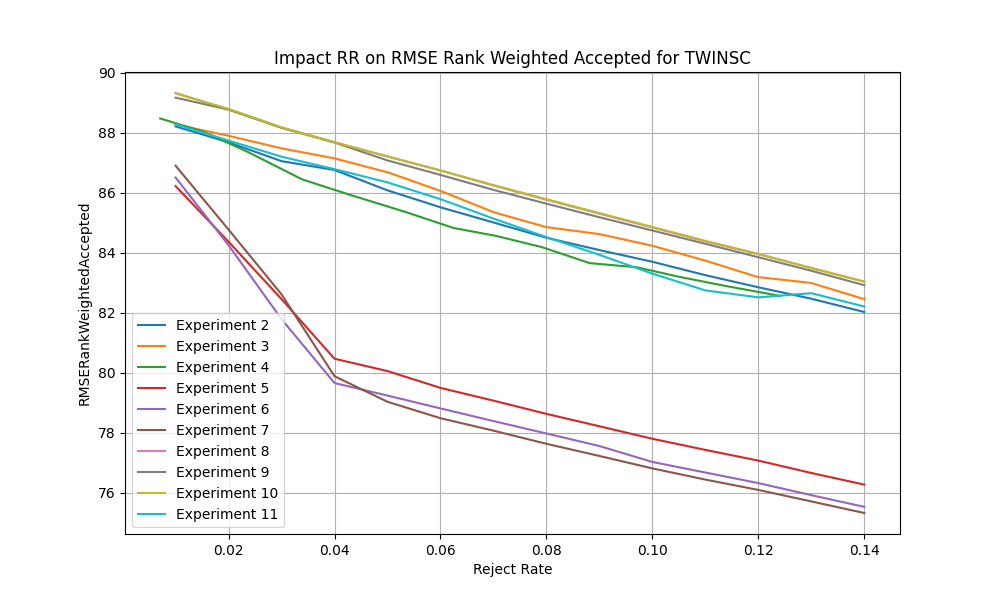 Impact RR on RMSE Rank Weighted Accepted for TWINSC
RMSERankWeightedAccepted
90
88
86
84
82
80
78
76
Experiment 2
Experiment 3
Experiment 4
Experiment 5
Experiment 6
Experiment 7
Experiment 8
Experiment 9
Experiment 10
Experiment 11
0.02 0.04 0.06 0.08 0.10 0.12 0.14
Reject Rate